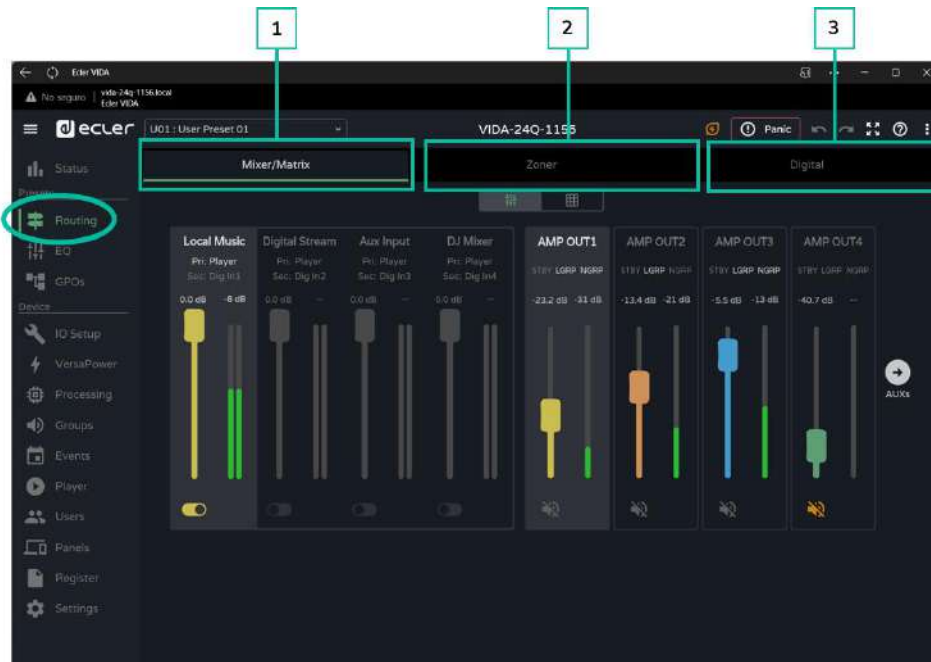 1
2
3
Ecler VIDA
No seguro
vida-24q-1156.local
Ecler VIDA
ecler
U01 : User Preset 01
VIDA-24Q-1156
Panic
Status
Mixer/Matrix
Zoner
Digital
Presets
Routing
EQ
GPOs
Device
IO Setup
VersaPower
Processing
Groups
Events
Player
Users
Panels
Register
Settings
Local Music
Pri: Player
Sec: Dig In1
0.0 dB -8 dB
Digital Stream
Pri: Player
Sec: Dig In2
0.0 dB --
Aux Input
Pri: Player
Sec: Dig In3
0.0 dB --
DJ Mixer
Pri: Player
Sec: Dig In4
0.0 dB --
AMP OUT1
STBY LGRP NGRP
-23.2 dB -31 dB
AMP OUT2
STBY LGRP NGRP
-13.4 dB -21 dB
AMP OUT3
STBY LGRP NGRP
-5.5 dB -13 dB
AMP OUT4
STBY LGRP NGRP
-40.7 dB --
AUXs